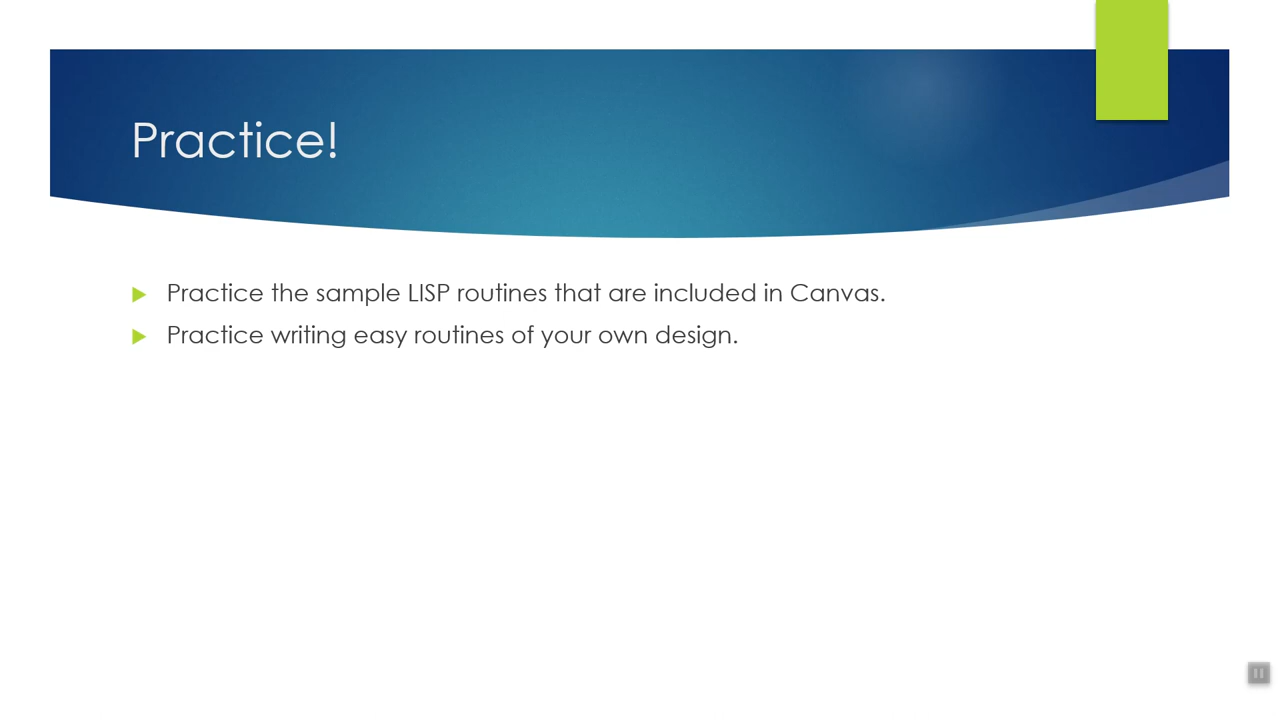 Practice!
Practice the sample LISP routines that are included in Canvas.
Practice writing easy routines of your own design.